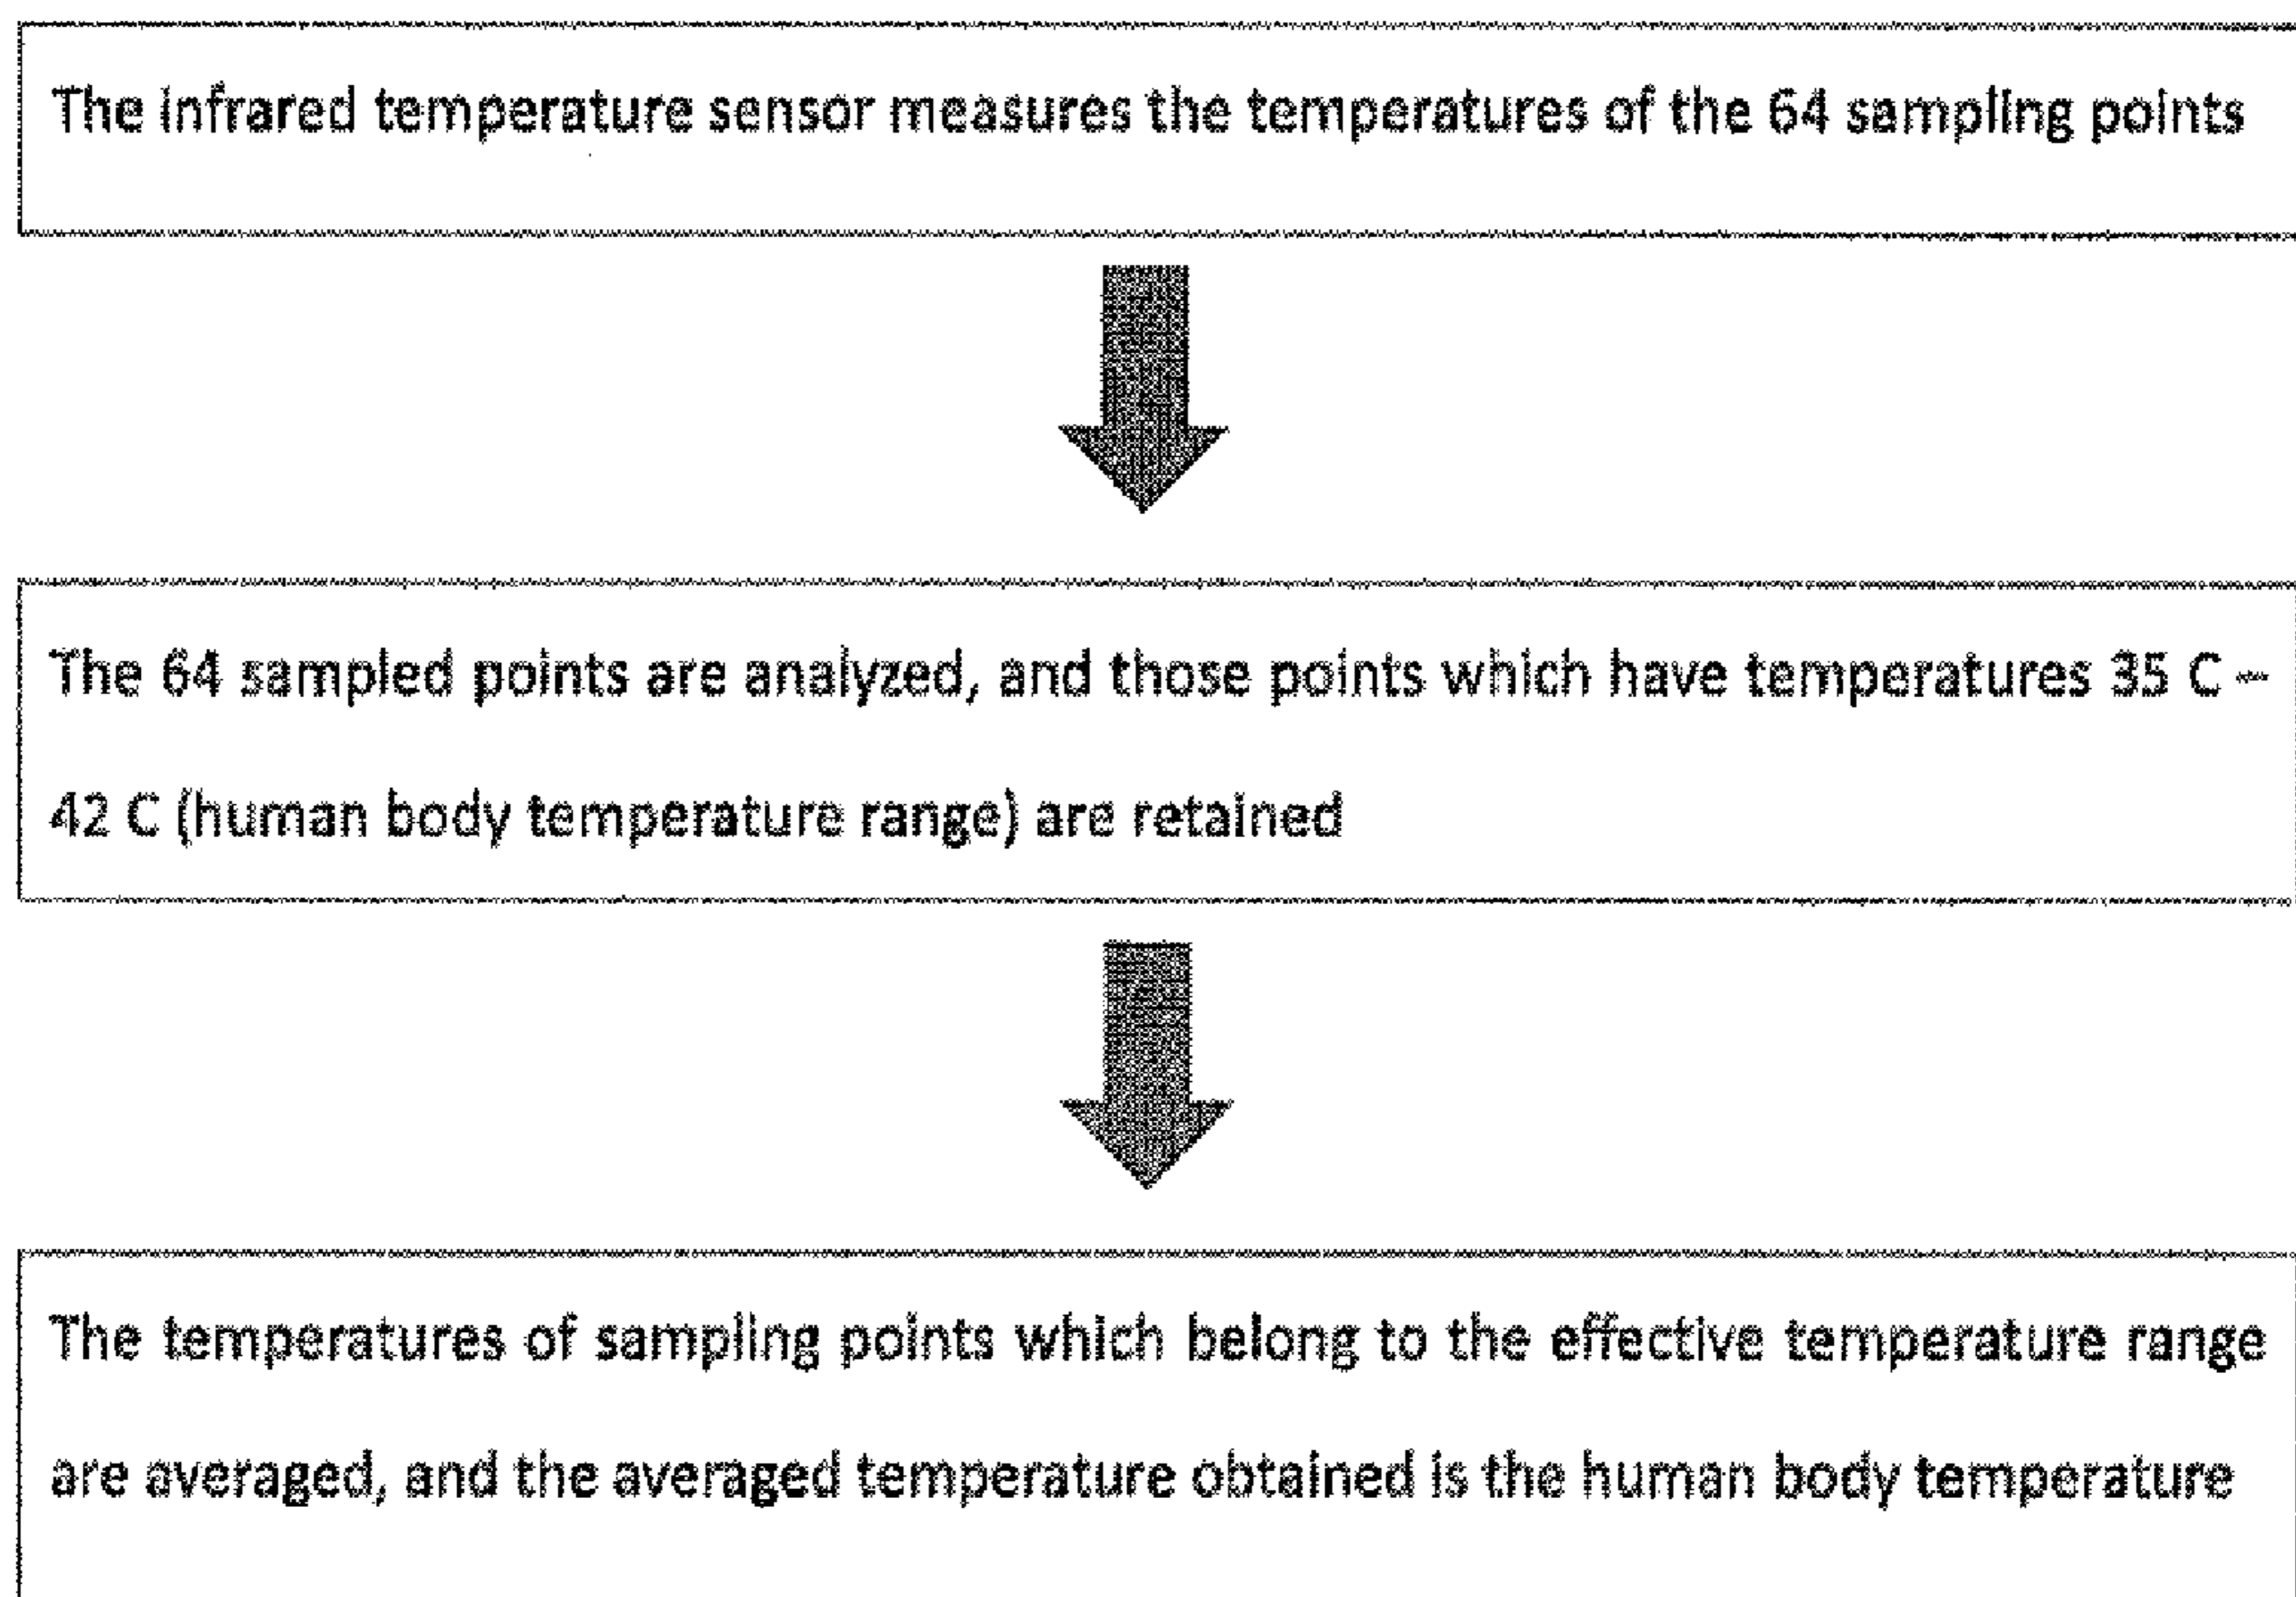 The infrared temperature sensor measures the temperatures of the 64 sampling points
The 64 sampled points are analyzed, and those points which have temperatures 35 C –
42 C (human body temperature range) are retained
The temperatures of sampling points which belong to the effective temperature range
are averaged, and the averaged temperature obtained is the human body temperature